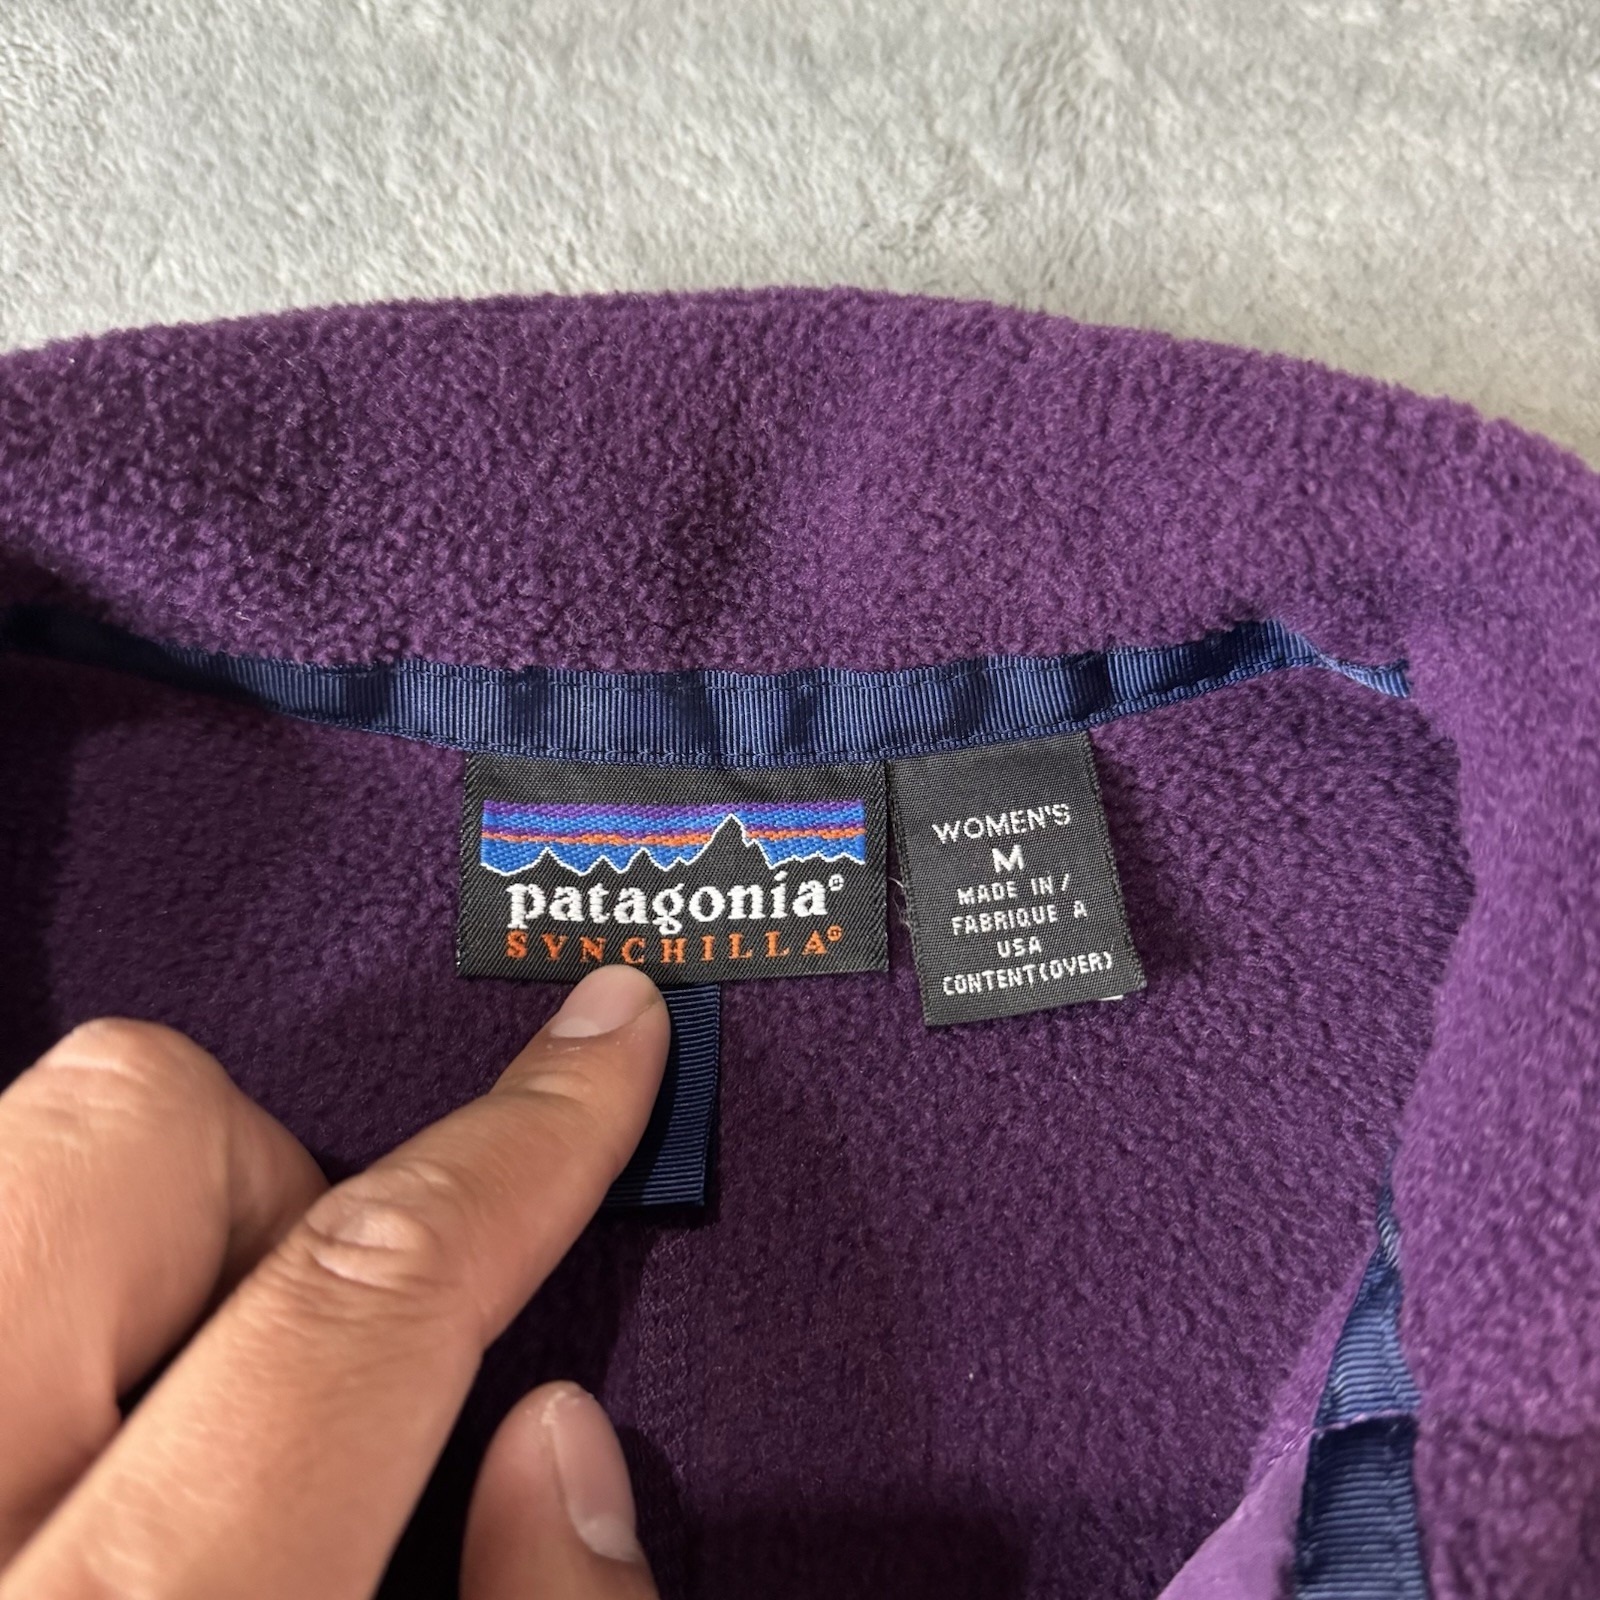 patagonia®
SYNCHILLA®
WOMEN'S
M
MADE IN /
FABRIQUE A
USA
CONTENT(OVER)